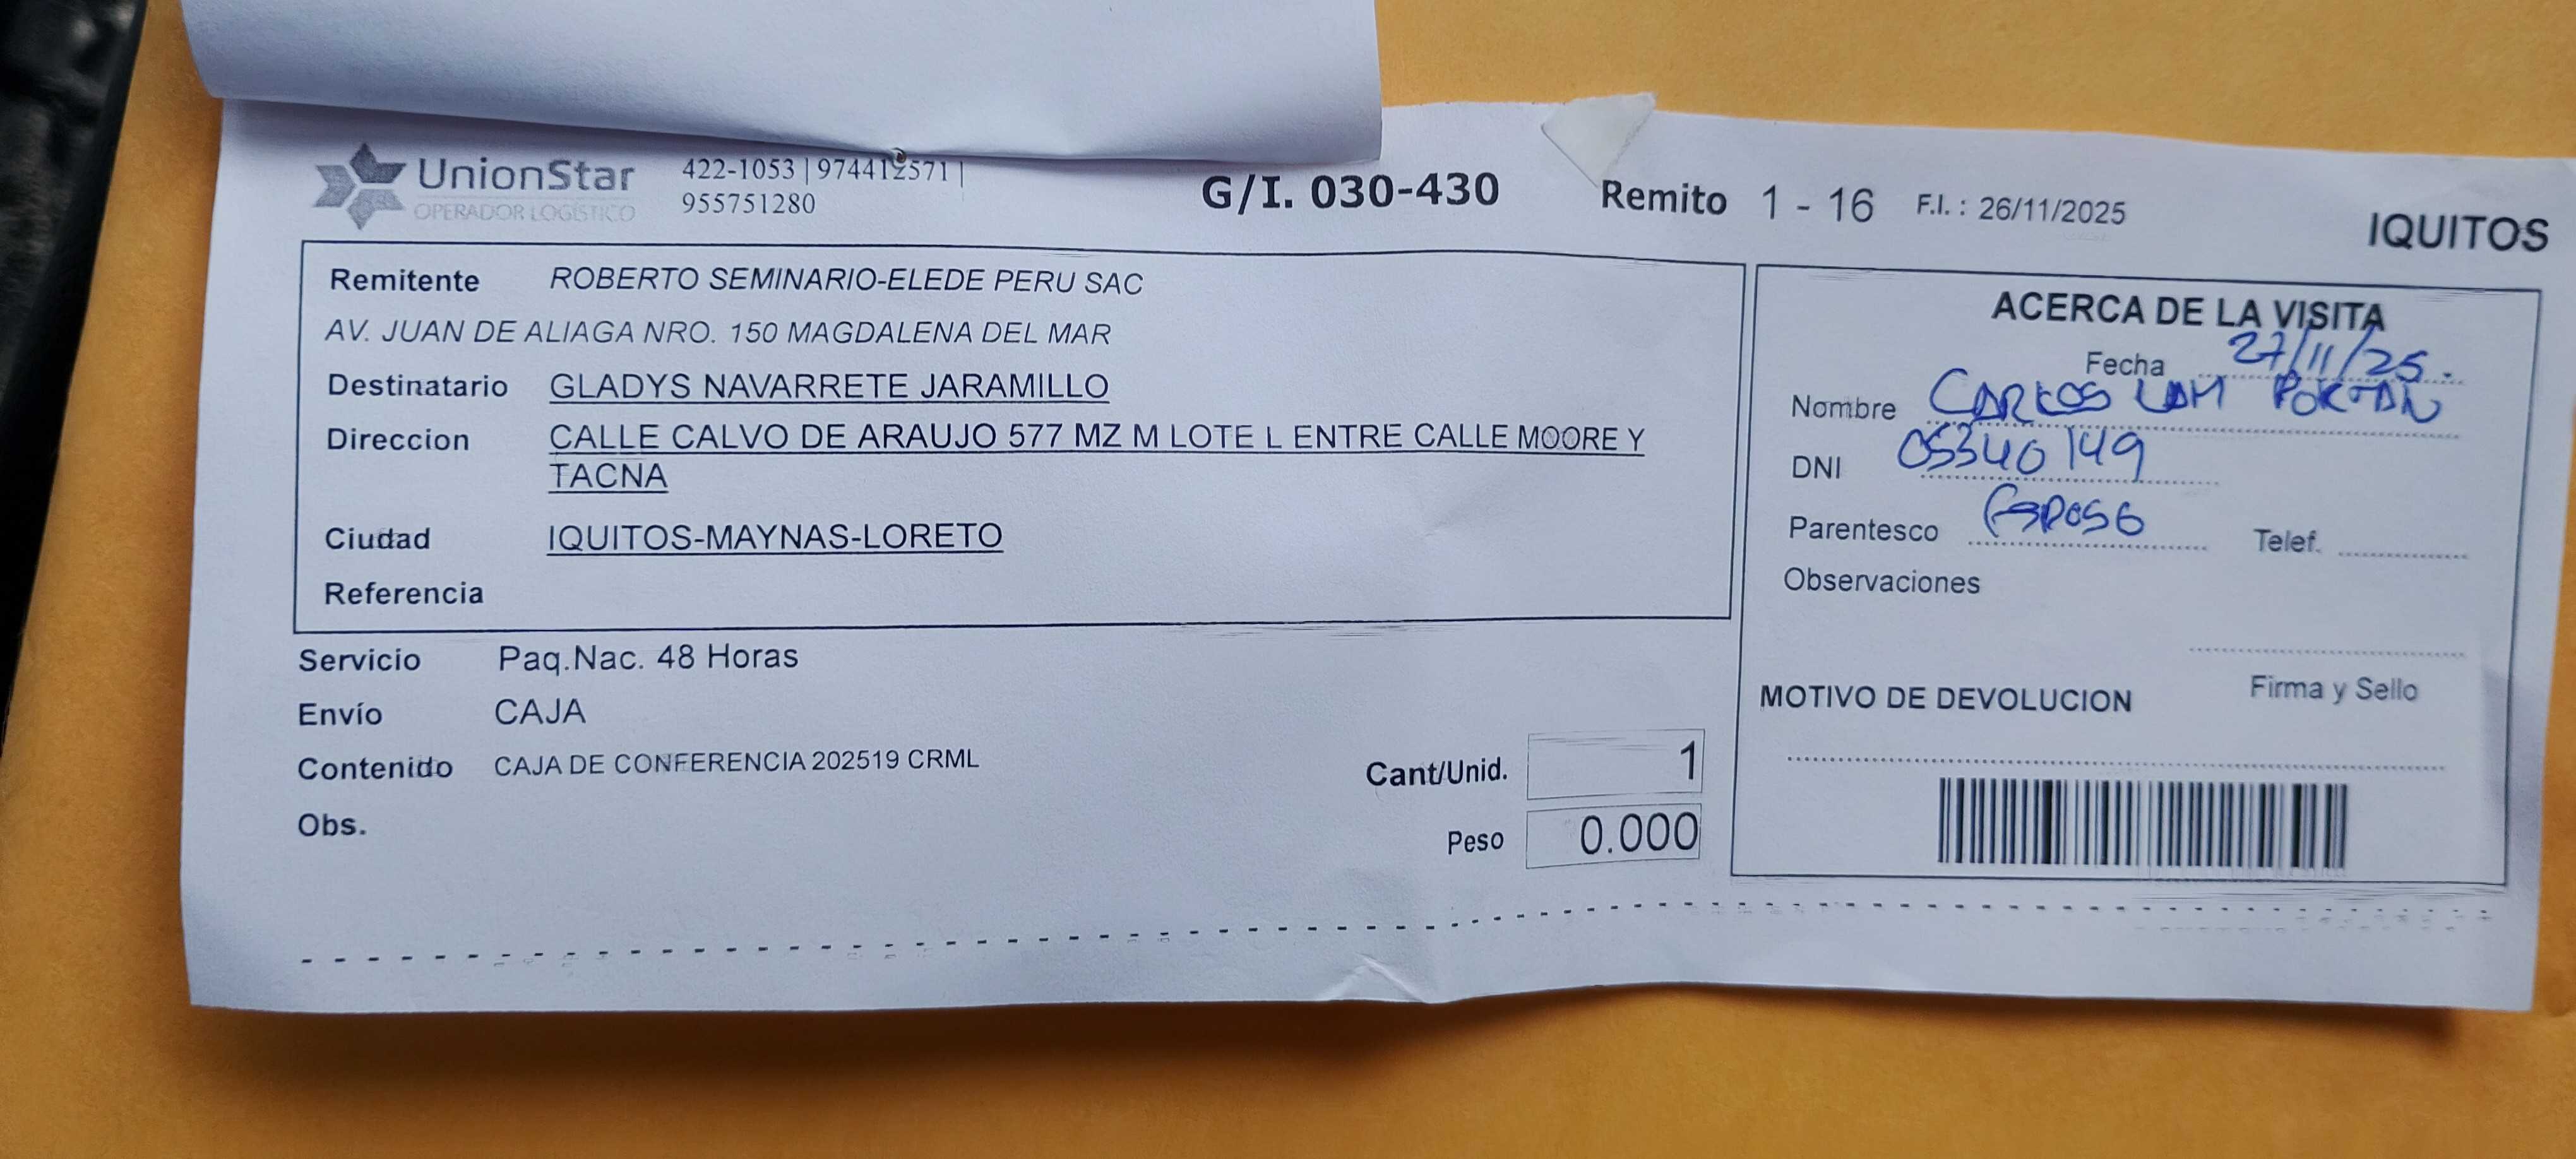 UnionStar
OPERADOR LOGÍSTICO
422-1053 | 974412571 |
955751280
G/I. 030-430
Remito 1 - 16 F.I. : 26/11/2025
IQUITOS
Remitente ROBERTO SEMINARIO-ELEDE PERU SAC
AV. JUAN DE ALIAGA NRO. 150 MAGDALENA DEL MAR
Destinatario GLADYS NAVARRETE JARAMILLO
Direccion CALLE CALVO DE ARAUJO 577 MZ M LOTE L ENTRE CALLE MOORE Y
TACNA
Ciudad IQUITOS-MAYNAS-LORETO
Referencia
Servicio Paq.Nac. 48 Horas
Envío CAJA
Contenido CAJA DE CONFERENCIA 202519 CRML
Obs.
Cant/Unid. 1
Peso 0.000
ACERCA DE LA VISITA
Fecha 27/11/25.
Nombre CARLOS LAM
DNI 05340149
Parentesco Esposo Telef.
Observaciones
Firma y Sello
MOTIVO DE DEVOLUCION